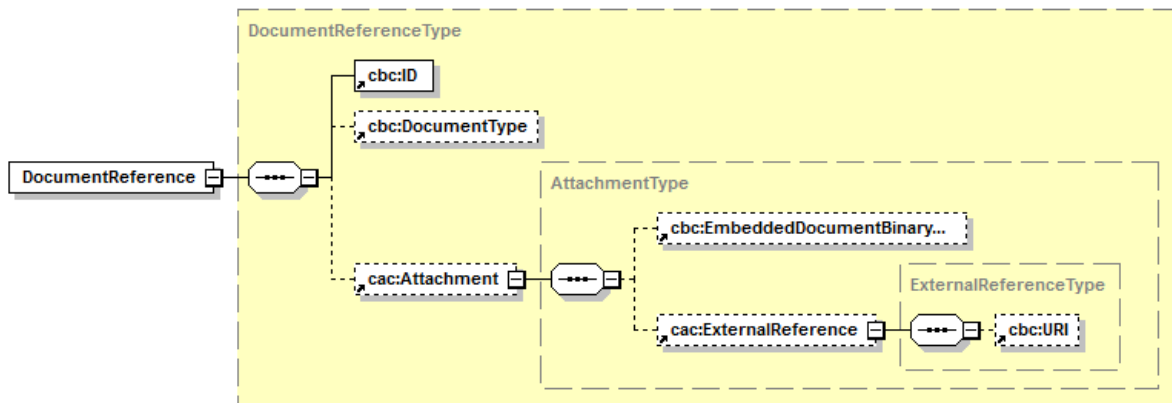 DocumentReferenceType
cbc:ID
cbc:DocumentType
DocumentReference
AttachmentType
cbc:EmbeddedDocumentBinary...
cac:Attachment
ExternalReferenceType
cac:ExternalReference
cbc:URI